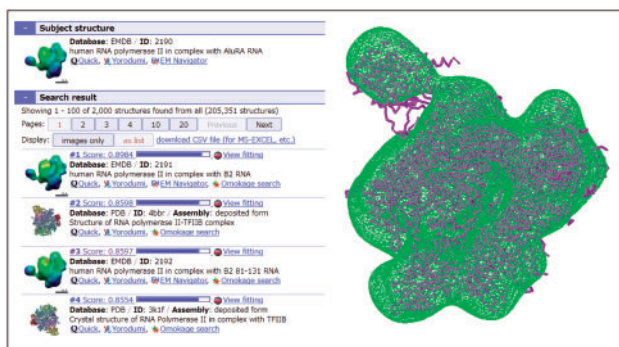 - Subject structure
Database: EMDB / ID: 2190
human RNA polymerase II in complex with AluRA RNA
Quick, Yorodumi, EM Navigator
- Search result
Showing 1 - 100 of 2,000 structures found from all (205,351 structures)
Pages: 1 2 3 4 10 20 Previous Next
Display: images only as list download CSV file (for MS-EXCEL, etc.)
#1 Score: 0.8984 View fitting
Database: EMDB / ID: 2191
human RNA polymerase II in complex with B2 RNA
Quick, Yorodumi, EM Navigator, Omokage search
#2 Score: 0.8598 View fitting
Database: PDB / ID: 4bbr / Assembly: deposited form
Structure of RNA polymerase II-TFIIB complex
Quick, Yorodumi, Omokage search
#3 Score: 0.8597 View fitting
Database: EMDB / ID: 2192
human RNA polymerase II in complex with B2 81-131 RNA
Quick, Yorodumi, EM Navigator, Omokage search
#4 Score: 0.8554 View fitting
Database: PDB / ID: 3k1f / Assembly: deposited form
Crystal structure of RNA Polymerase II in complex with TFIIB
Quick, Yorodumi, Omokage search